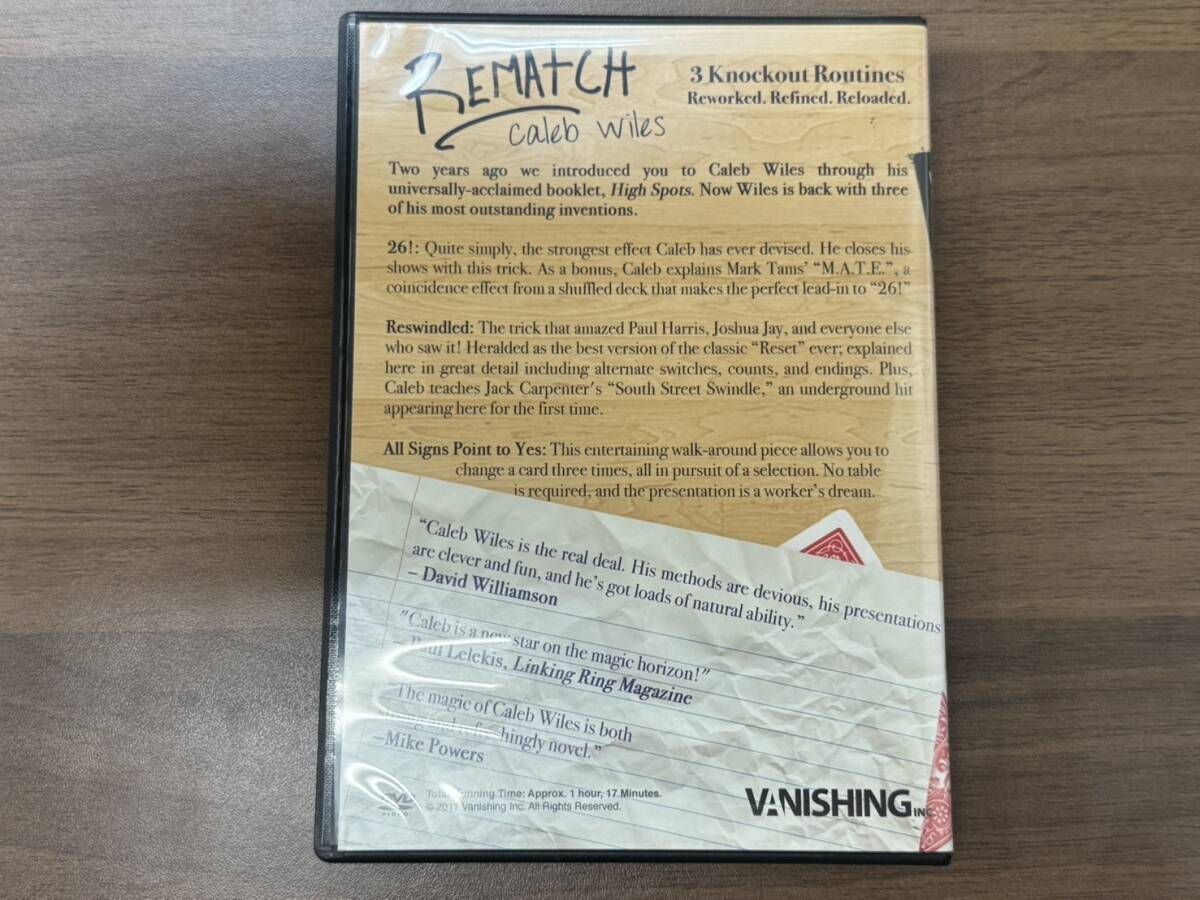 REMATCH
caleb wiles
3 Knockout Routines
Reworked. Refined. Reloaded.
Two years ago we introduced you to Caleb Wiles through his
universally-acclaimed booklet, High Spots. Now Wiles is back with three
of his most outstanding inventions.
26!: Quite simply, the strongest effect Caleb has ever devised. He closes his
shows with this trick. As a bonus, Caleb explains Mark Tams' “M.A.T.E.”, a
coincidence effect from a shuffled deck that makes the perfect lead-in to “26!”
Reswindled: The trick that amazed Paul Harris, Joshua Jay, and everyone else
who saw it! Heralded as the best version of the classic “Reset” ever; explained
here in great detail including alternate switches, counts, and endings. Plus,
Caleb teaches Jack Carpenter's “South Street Swindle,” an underground hit
appearing here for the first time.
All Signs Point to Yes: This entertaining walk-around piece allows you to
change a card three times, all in pursuit of a selection. No table
is required, and the presentation is a worker's dream.
“Caleb Wiles is the real deal. His methods are devious, his presentations
are clever and fun, and he's got loads of natural ability.”
– David Williamson
"Caleb is a new star on the magic horizon!"
– Paul Lelekis, Linking Ring Magazine
“The magic of Caleb Wiles is both
and refreshingly novel.”
–Mike Powers
DVD
VIDEO
Total Running Time: Approx. 1 hour, 17 Minutes.
© 2011 Vanishing Inc. All Rights Reserved.
VANISHING INC.